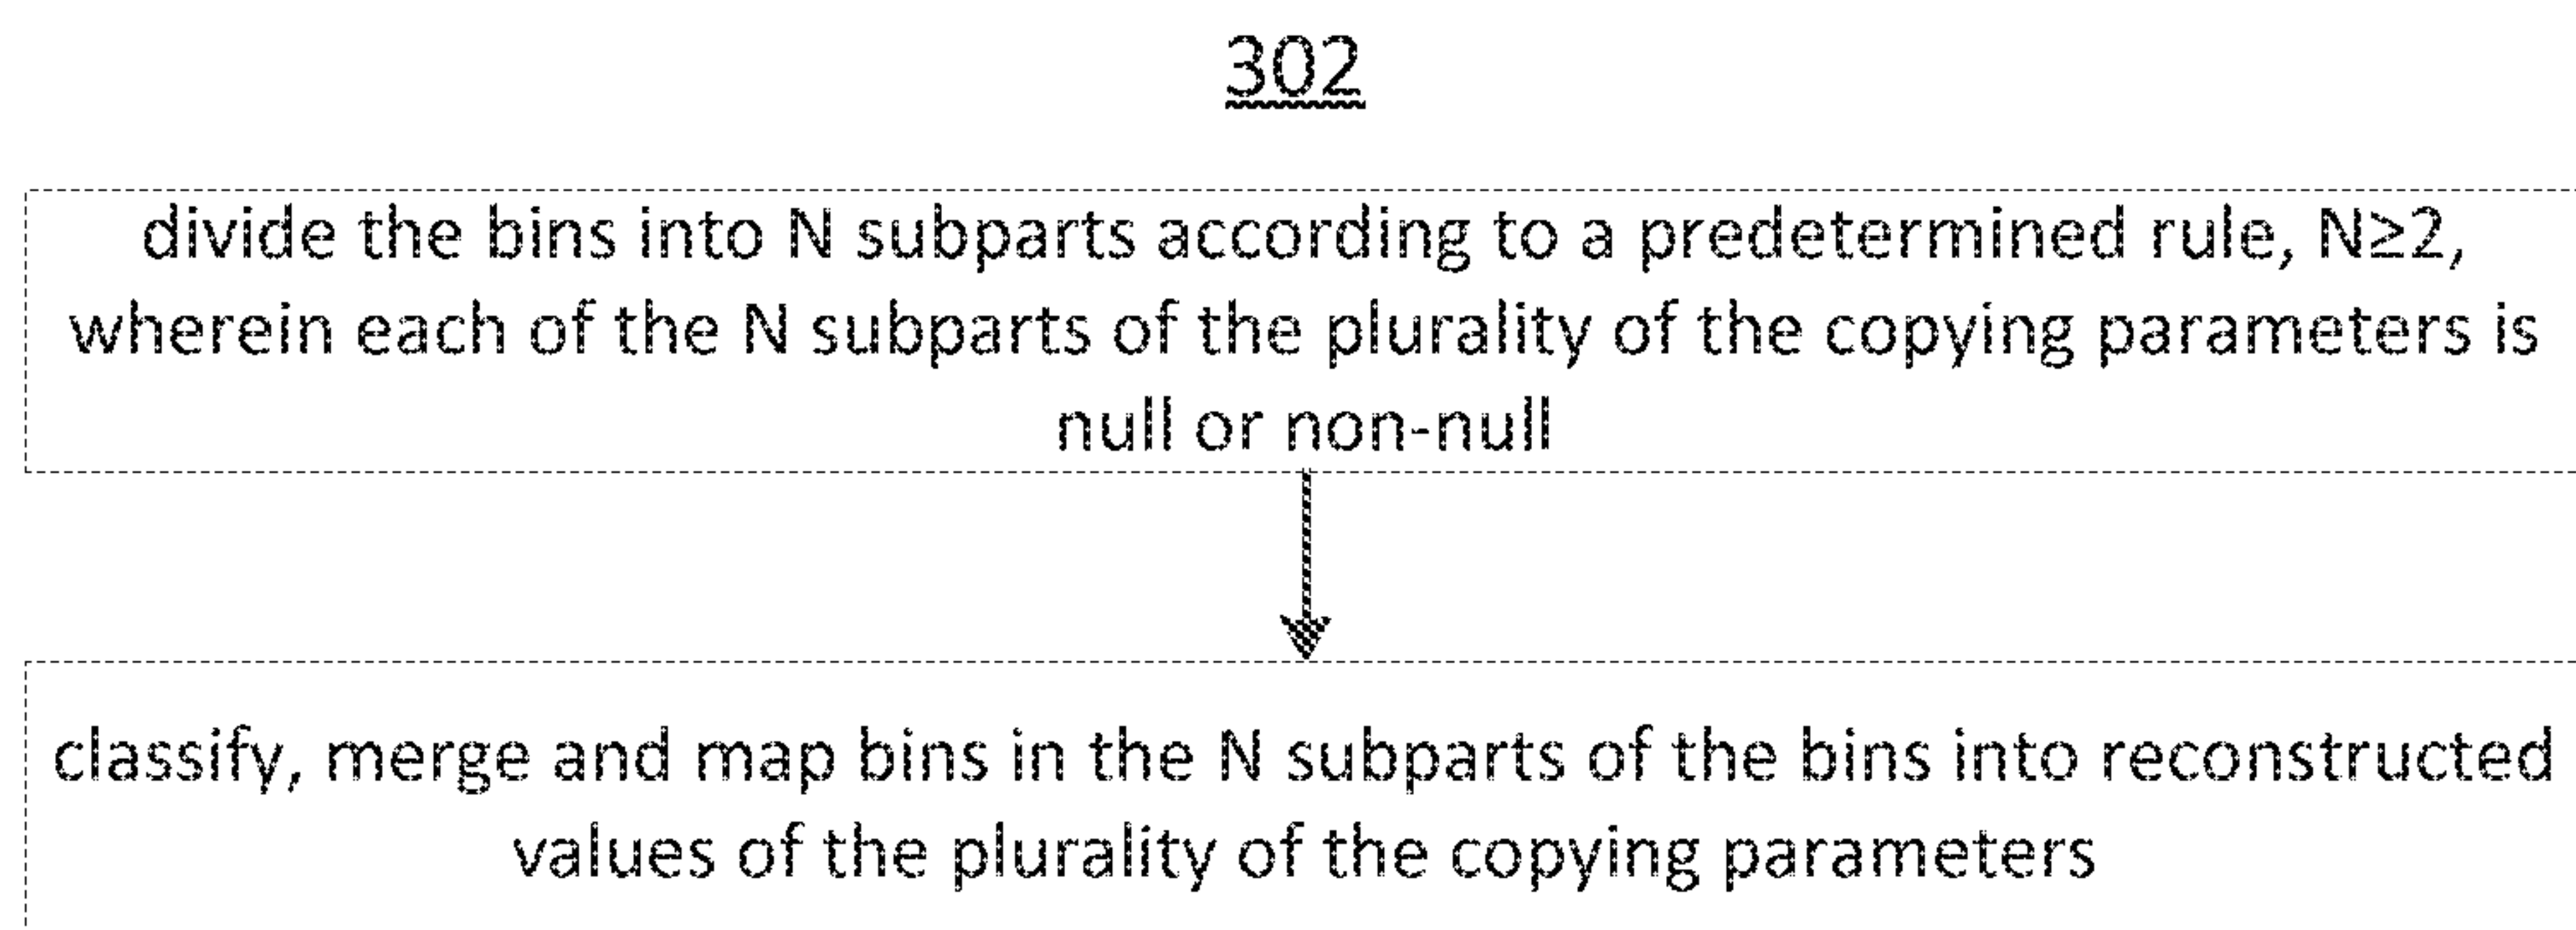 302
divide the bins into N subparts according to a predetermined rule, N≥2,
wherein each of the N subparts of the plurality of the copying parameters is
null or non-null
classify, merge and map bins in the N subparts of the bins into reconstructed
values of the plurality of the copying parameters